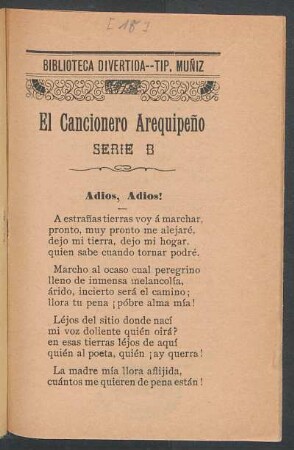 [18 ]
BIBLIOTECA DIVERTIDA--TIP, MUÑIZ
El Cancionero Arequipeño
SERIE B
Adios, Adios!
A estrañas tierras voy á marchar,
pronto, muy pronto me alejaré,
dejo mi tierra, dejo mi hogar.
quien sabe cuando tornar podré.
Marcho al ocaso cual peregrino
lleno de inmensa melancolía,
árido, incierto será el camino;
llora tu pena ¡póbre alma mía!
Léjos del sitio donde nací
mi voz doliente quién oirá?
en esas tierras léjos de aquí
quién al poeta, quién ¡ay querra!
La madre mía llora aflijida,
cuántos me quieren de pena están!